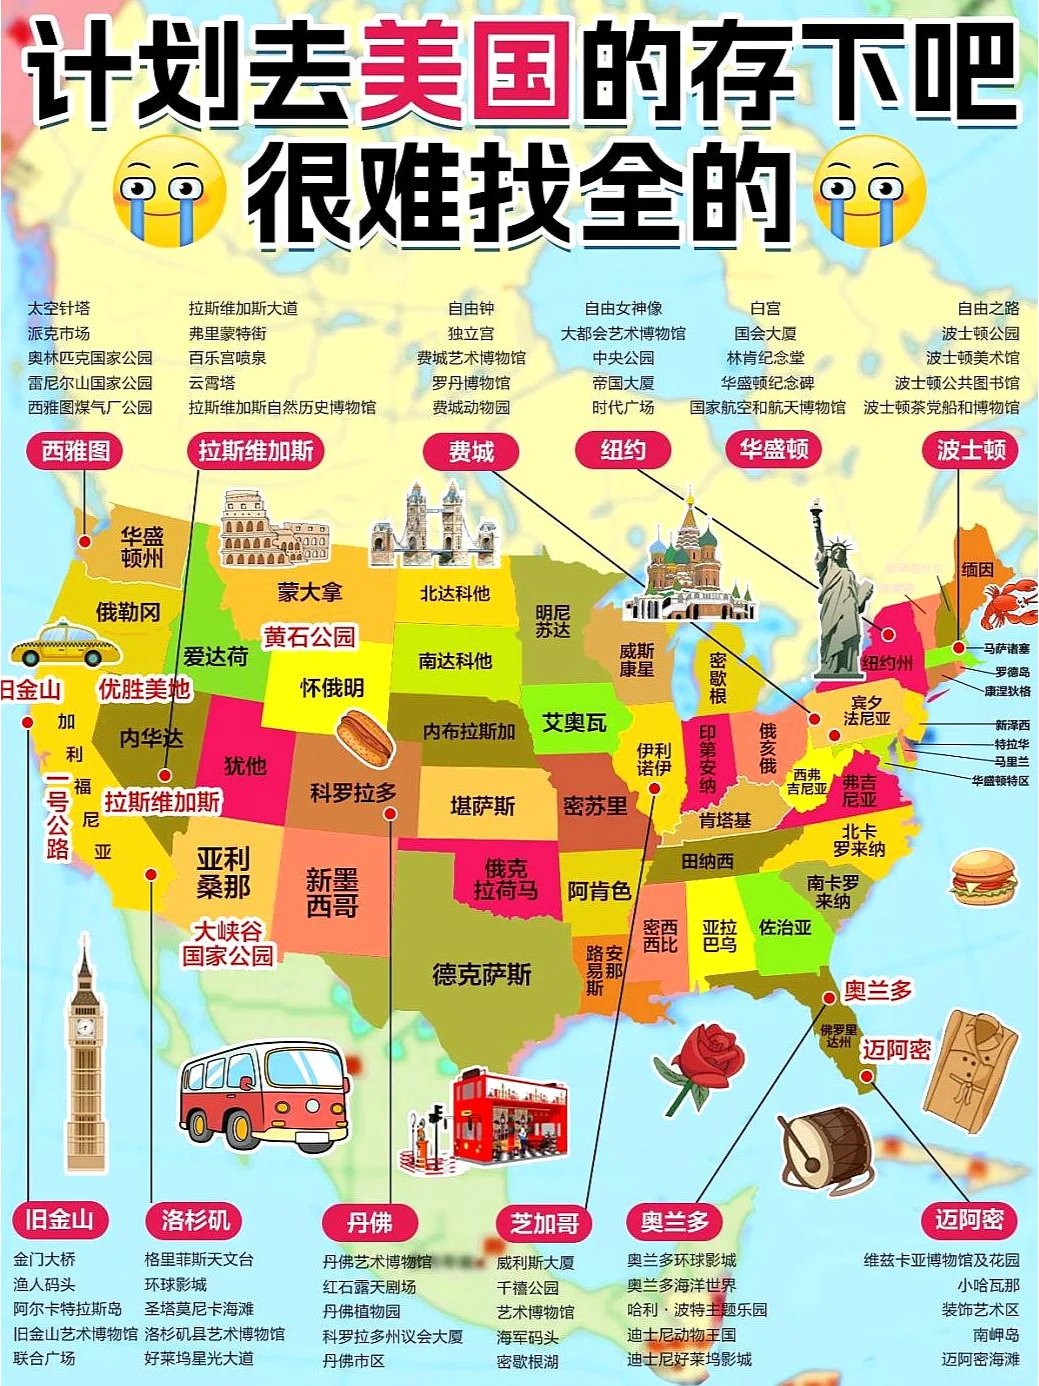 计划去美国的存下吧
很难找全的
太空针塔
派克市场
奥林匹克国家公园
雷尼尔山国家公园
西雅图煤气厂公园
西雅图
拉斯维加斯大道
弗里蒙特街
百乐宫喷泉
云霄塔
拉斯维加斯自然历史博物馆
拉斯维加斯
自由钟
独立宫
费城艺术博物馆
罗丹博物馆
费城动物园
费城
自由女神像
大都会艺术博物馆
中央公园
帝国大厦
时代广场
纽约
白宫
国会大厦
林肯纪念堂
华盛顿纪念碑
国家航空和航天博物馆
华盛顿
自由之路
波士顿公园
波士顿美术馆
波士顿公共图书馆
波士顿茶党船和博物馆
波士顿
华盛
顿州
俄勒冈
爱达荷
蒙大拿
黄石公园
怀俄明
北达科他
南达科他
明尼
苏达
威斯
康星
密歇根
缅因
纽约州
马萨诸塞
罗德岛
康涅狄格
宾夕
法尼亚
新泽西
特拉华
马里兰
华盛顿特区
旧金山
优胜美地
加利福尼亚
一号公路
内华达
拉斯维加斯
犹他
科罗拉多
内布拉斯加
艾奥瓦
伊利
诺伊
印第安纳
俄亥俄
西弗
吉尼亚
弗吉
尼亚
堪萨斯
密苏里
肯塔基
北卡
罗来纳
田纳西
南卡罗
来纳
亚利
桑那
大峡谷
国家公园
新墨
西哥
俄克
拉荷马
阿肯色
密西
西比
亚拉
巴乌
佐治亚
德克萨斯
路易斯
安那
奥兰多
佛罗里
达州
迈阿密
旧金山
金门大桥
渔人码头
阿尔卡特拉斯岛
旧金山艺术博物馆
联合广场
洛杉矶
格里菲斯天文台
环球影城
圣塔莫尼卡海滩
洛杉矶县艺术博物馆
好莱坞星光大道
丹佛
丹佛艺术博物馆
红石露天剧场
丹佛植物园
科罗拉多州议会大厦
丹佛市区
芝加哥
威利斯大厦
千禧公园
艺术博物馆
海军码头
密歇根湖
奥兰多
奥兰多环球影城
奥兰多海洋世界
哈利·波特主题乐园
迪士尼动物王国
迪士尼好莱坞影城
迈阿密
维兹卡亚博物馆及花园
小哈瓦那
装饰艺术区
南岬岛
迈阿密海滩